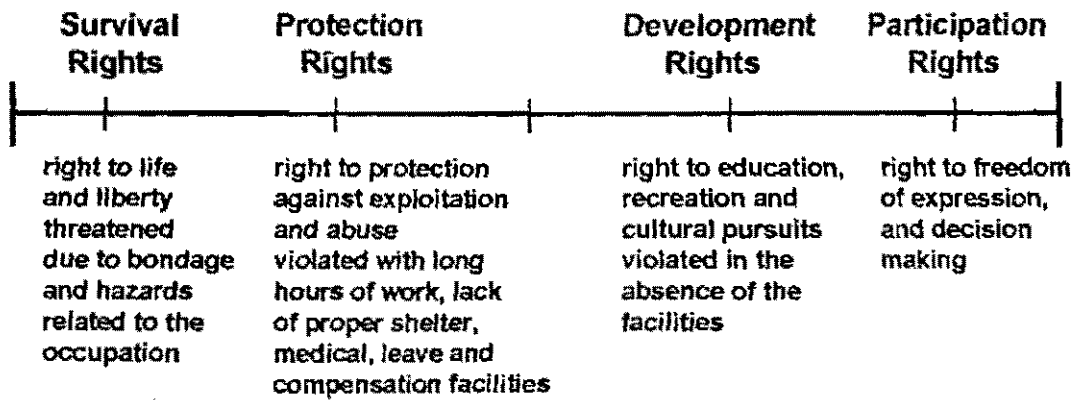 Survival
Rights
Protection
Rights
Development
Rights
Participation
Rights
right to life
and liberty
threatened
due to bondage
and hazards
related to the
occupation
right to protection
against exploitation
and abuse
violated with long
hours of work, lack
of proper shelter,
medical, leave and
compensation facilities
right to education,
recreation and
cultural pursuits
violated in the
absence of the
facilities
right to freedom
of expression,
and decision
making